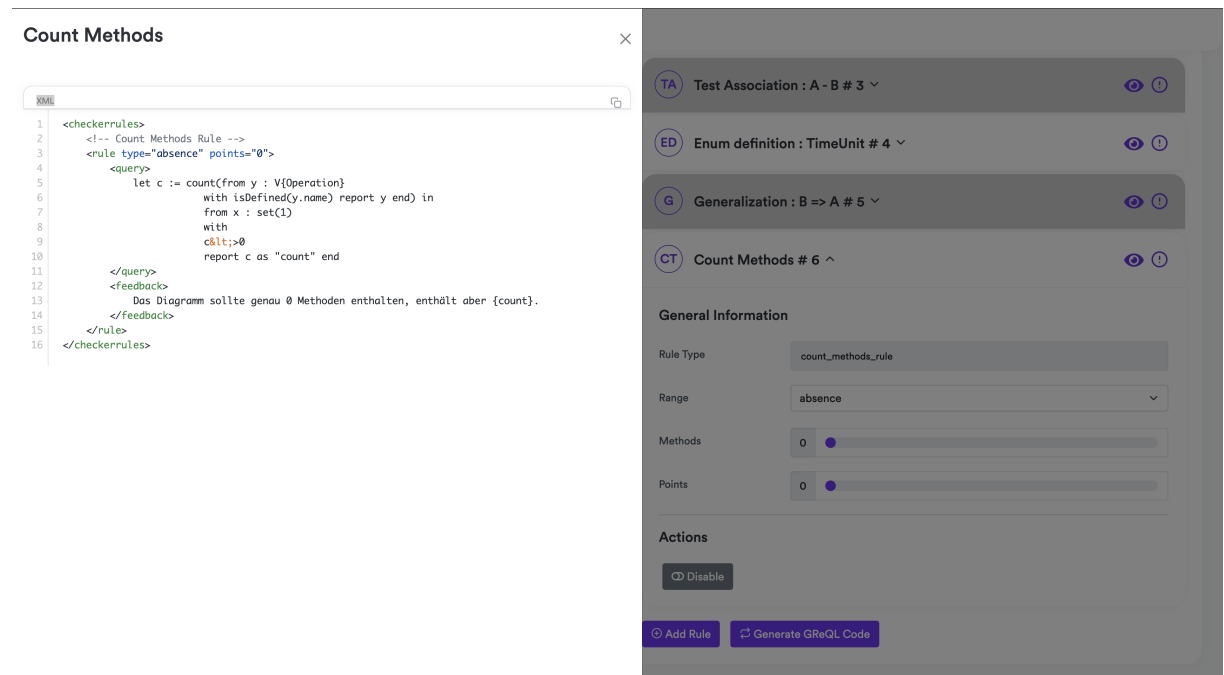 Count Methods
XML
1 <checkerrules>
2 <!-- Count Methods Rule -->
3 <rule type="absence" points="0">
4 <query>
5 let c := count(from y : V{Operation}
6 with isDefined(y.name) report y end) in
7 from x : set(1)
8 with
9 c&lt;>0
10 report c as "count" end
11 </query>
12 <feedback>
13 Das Diagramm sollte genau 0 Methoden enthalten, enthält aber {count}.
14 </feedback>
15 </rule>
16 </checkerrules>
TA Test Association : A - B # 3
ED Enum definition : TimeUnit # 4
G Generalization : B => A # 5
CT Count Methods # 6
General Information
Rule Type count_methods_rule
Range absence
Methods 0
Points 0
Actions
Disable
Add Rule Generate GReQL Code